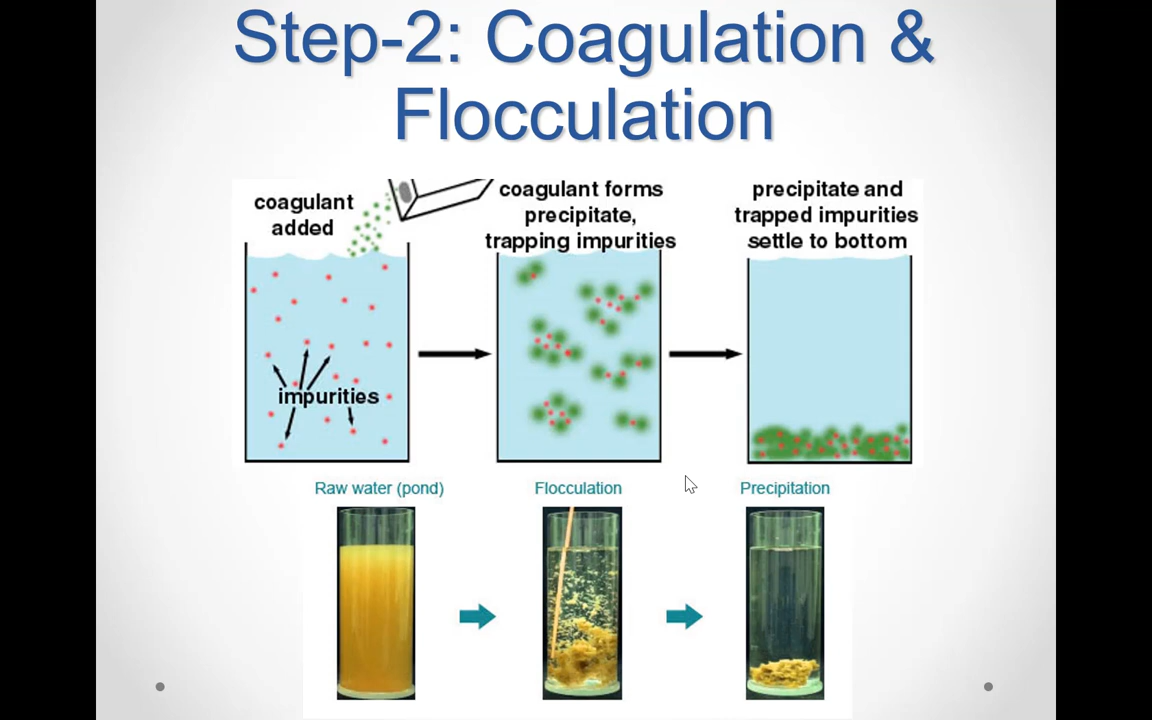 Step-2: Coagulation &
Flocculation
coagulant
added
coagulant forms
precipitate,
trapping impurities
precipitate and
trapped impurities
settle to bottom
impurities
Raw water (pond)
Flocculation
Precipitation